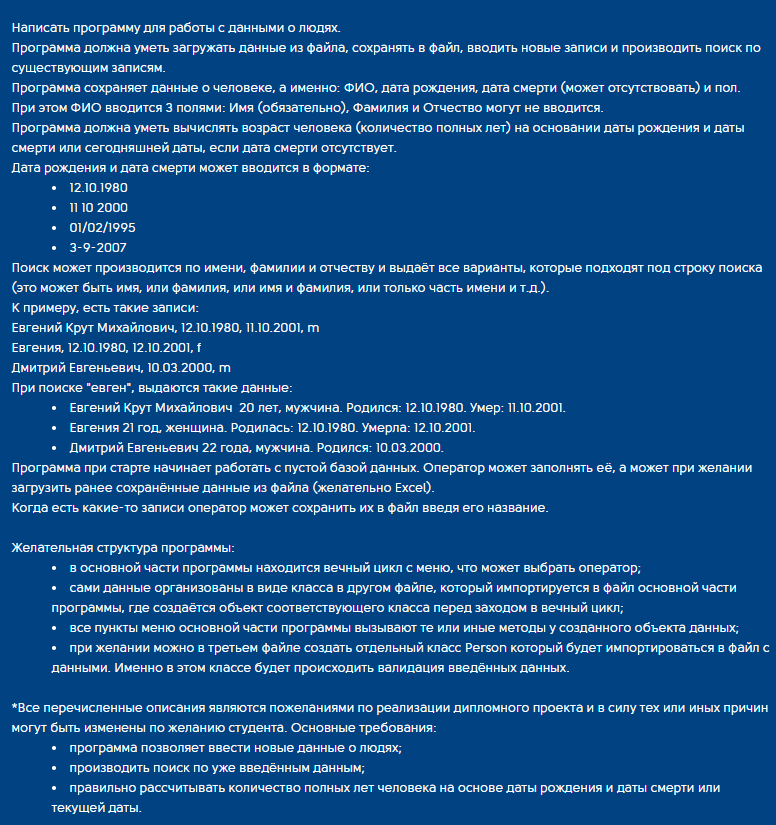 Написать программу для работы с данными о людях.
Программа должна уметь загружать данные из файла, сохранять в файл, вводить новые записи и производить поиск по
существующим записям.
Программа сохраняет данные о человеке, а именно: ФИО, дата рождения, дата смерти (может отсутствовать) и пол.
При этом ФИО вводится 3 полями: Имя (обязательно), Фамилия и Отчество могут не вводится.
Программа должна уметь вычислять возраст человека (количество полных лет) на основании даты рождения и даты
смерти или сегодняшней даты, если дата смерти отсутствует.
Дата рождения и дата смерти может вводится в формате:
• 12.10.1980
• 11 10 2000
• 01/02/1995
• 3-9-2007
Поиск может производится по имени, фамилии и отчеству и выдаёт все варианты, которые подходят под строку поиска
(это может быть имя, или фамилия, или имя и фамилия, или только часть имени и т.д.).
К примеру, есть такие записи:
Евгений Крут Михайлович, 12.10.1980, 11.10.2001, m
Евгения, 12.10.1980, 12.10.2001, f
Дмитрий Евгеньевич, 10.03.2000, m
При поиске "евген", выдаются такие данные:
• Евгений Крут Михайлович 20 лет, мужчина. Родился: 12.10.1980. Умер: 11.10.2001.
• Евгения 21 год, женщина. Родилась: 12.10.1980. Умерла: 12.10.2001.
• Дмитрий Евгеньевич 22 года, мужчина. Родился: 10.03.2000.
Программа при старте начинает работать с пустой базой данных. Оператор может заполнять её, а может при желании
загрузить ранее сохранённые данные из файла (желательно Excel).
Когда есть какие-то записи оператор может сохранить их в файл введя его название.
Желательная структура программы:
• в основной части программы находится вечный цикл с меню, что может выбрать оператор;
• сами данные организованы в виде класса в другом файле, который импортируется в файл основной части
программы, где создаётся объект соответствующего класса перед заходом в вечный цикл;
• все пункты меню основной части программы вызывают те или иные методы у созданного объекта данных;
• при желании можно в третьем файле создать отдельный класс Person который будет импортироваться в файл с
данными. Именно в этом классе будет происходить валидация введённых данных.
*Все перечисленные описания являются пожеланиями по реализации дипломного проекта и в силу тех или иных причин
могут быть изменены по желанию студента. Основные требования:
• программа позволяет ввести новые данные о людях;
• производить поиск по уже введённым данным;
• правильно рассчитывать количество полных лет человека на основе даты рождения и даты смерти или
текущей даты.